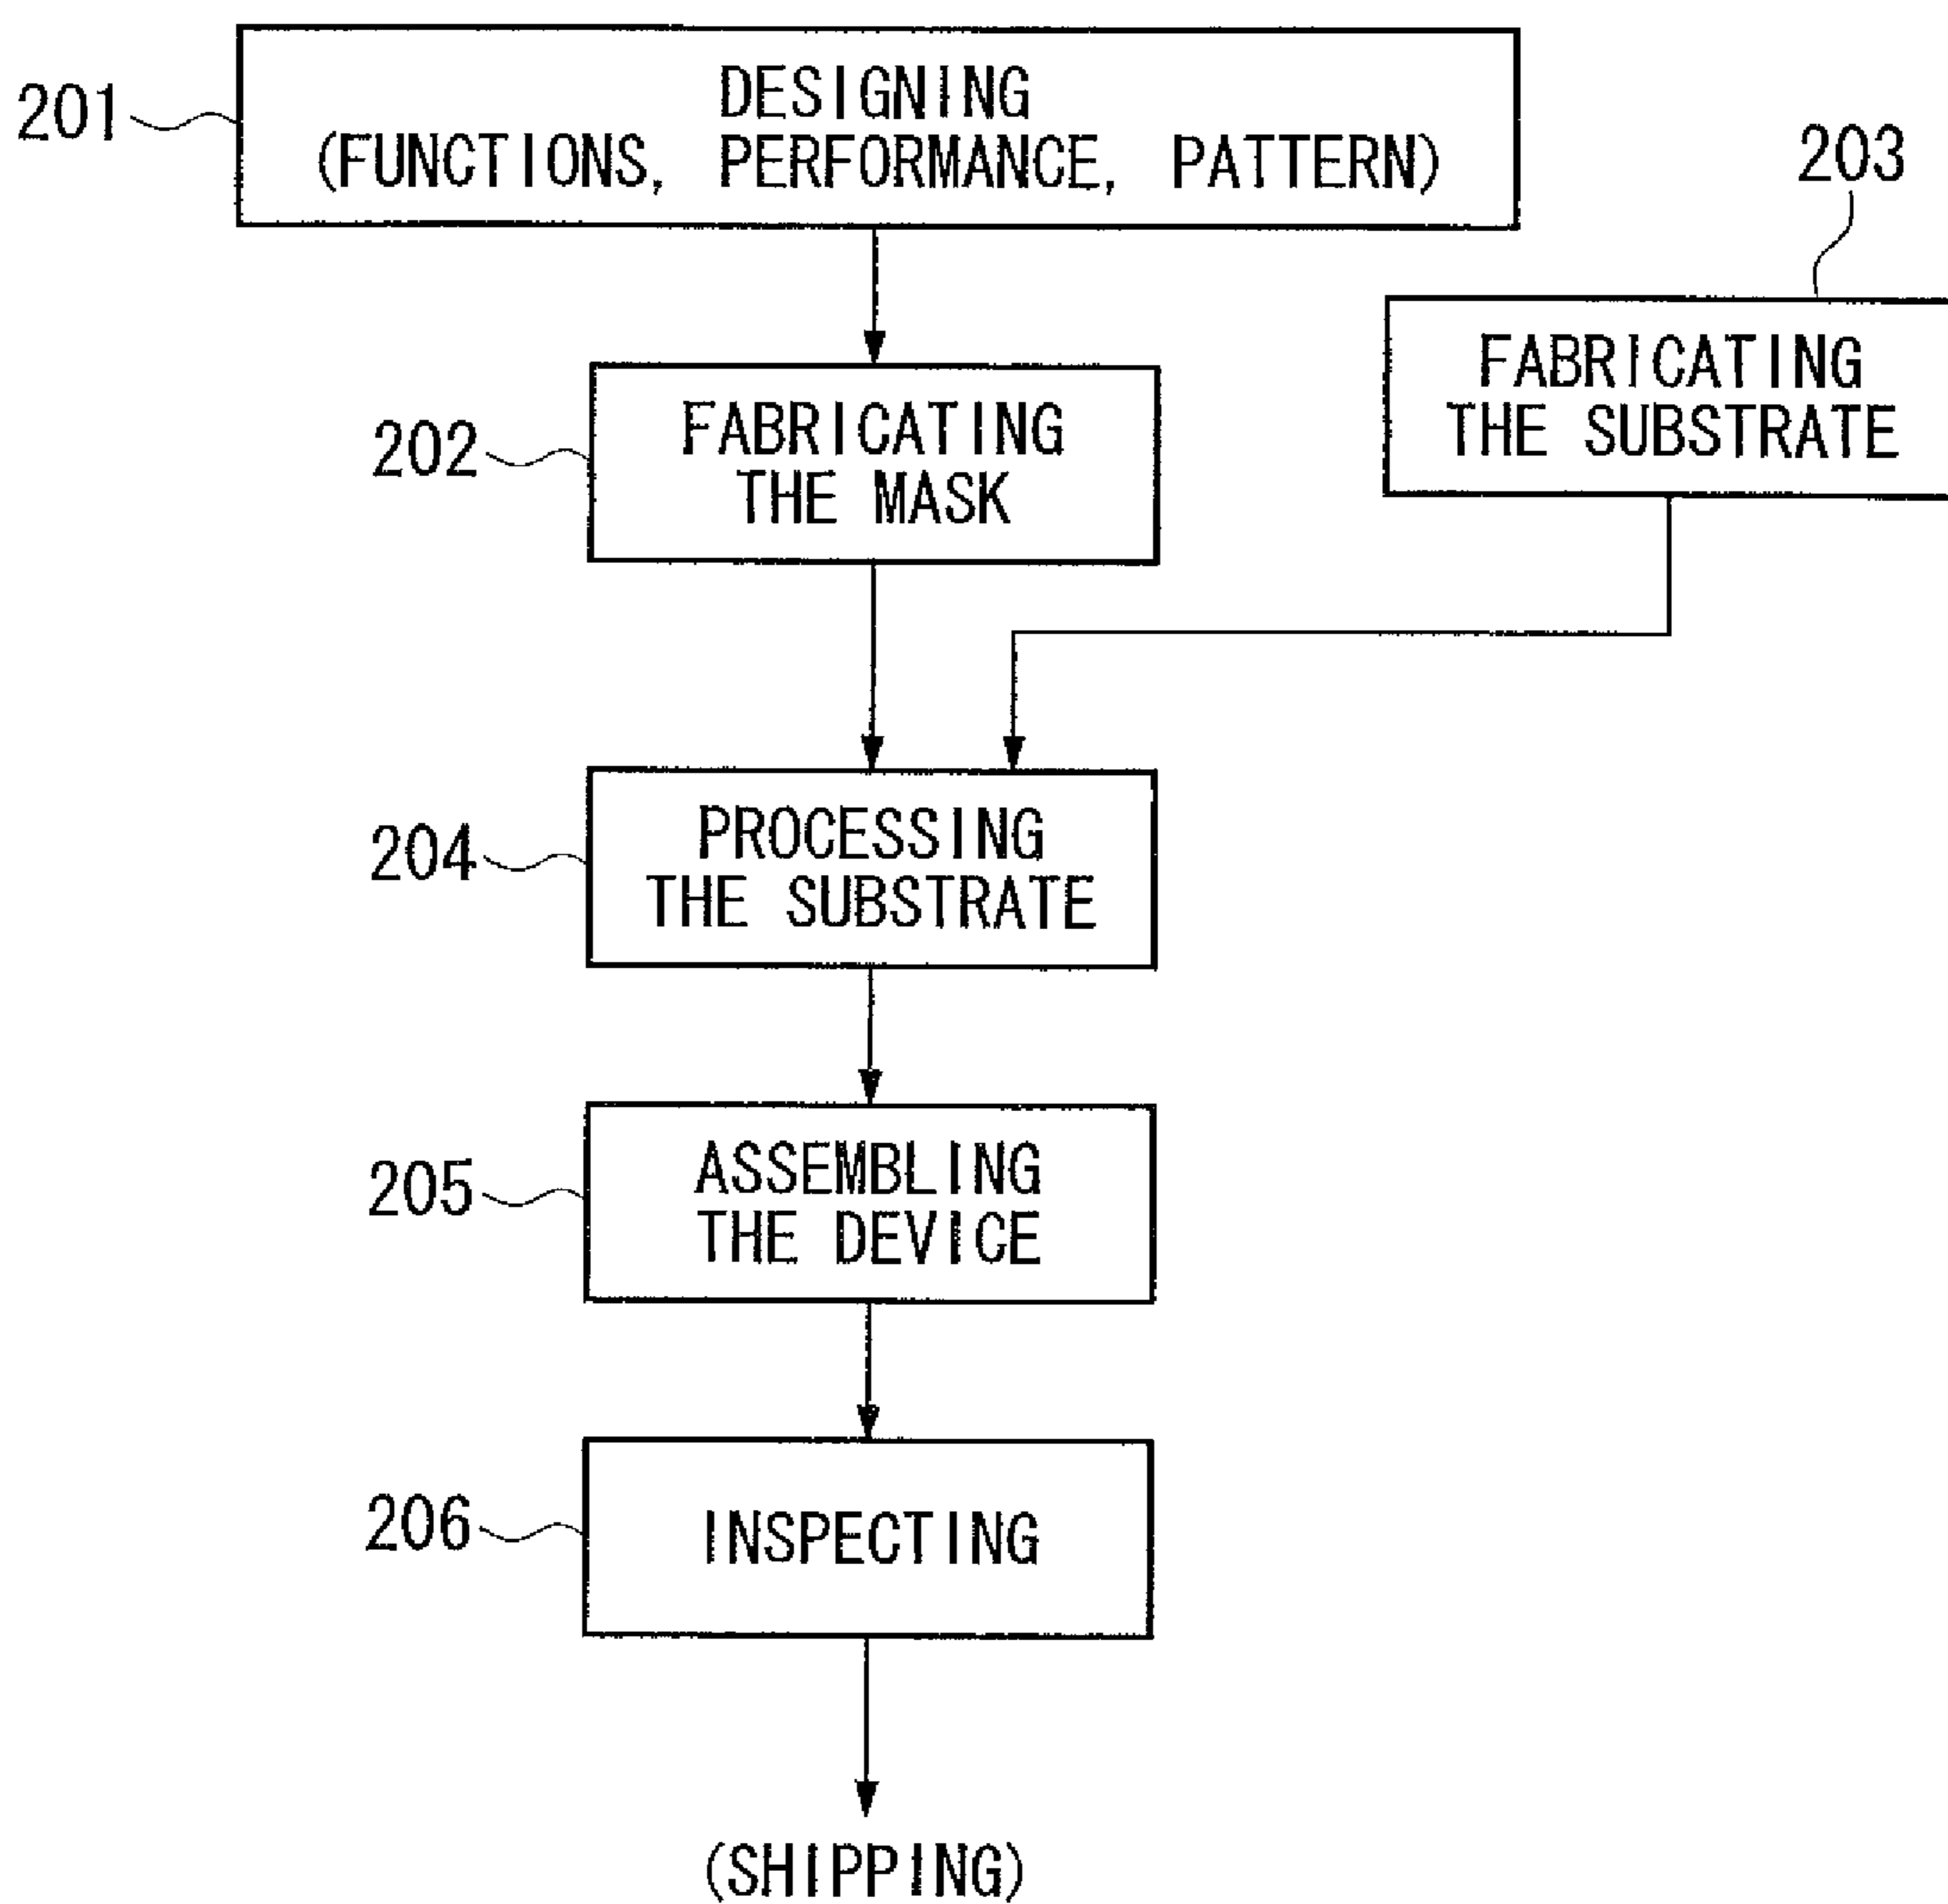 201
DESIGNING
(FUNCTIONS, PERFORMANCE, PATTERN)
203
FABRICATING
THE SUBSTRATE
202
FABRICATING
THE MASK
204
PROCESSING
THE SUBSTRATE
205
ASSEMBLING
THE DEVICE
206
INSPECTING
(SHIPPING)